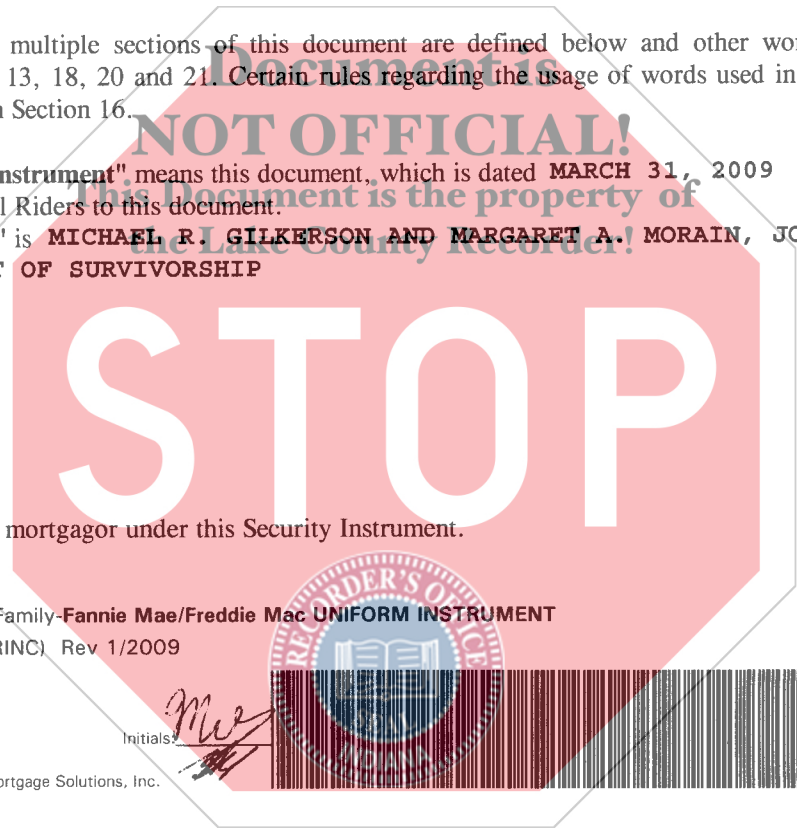 multiple sections of this document are defined below and other wo
13, 18, 20 and 21. Certain rules regarding the usage of words used in
Section 16.
Document is
NOT OFFICIAL!
This Document is the property of
the Lake County Recorder!
nstrument" means this document, which is dated MARCH 31, 2009
l Riders to this document.
" is MICHAEL R. GILKERSON AND MARGARET A. MORAIN, JO
OF SURVIVORSHIP
STOP
mortgagor under this Security Instrument.
Family-Fannie Mae/Freddie Mac UNIFORM INSTRUMENT
RINC) Rev 1/2009
RECORDER'S OFFICE
SEAL
INDIANA
Initials:
ortgage Solutions, Inc.